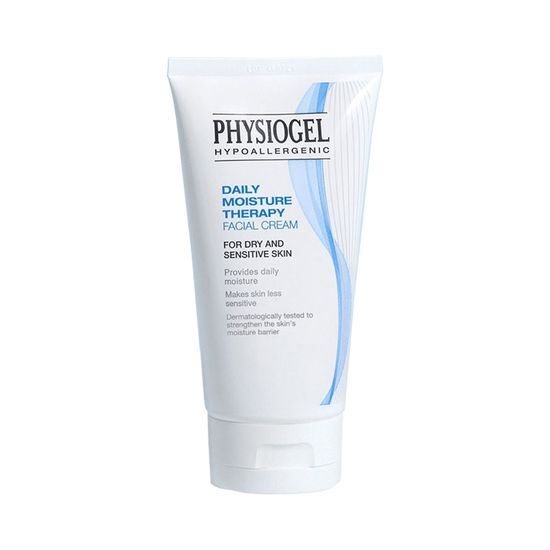 PHYSIOGEL
HYPOALLERGENIC
DAILY
MOISTURE
THERAPY
FACIAL CREAM
FOR DRY AND
SENSITIVE SKIN
Provides daily
moisture
Makes skin less
sensitive
Dermatologically tested to
strengthen the skin's
moisture barrier